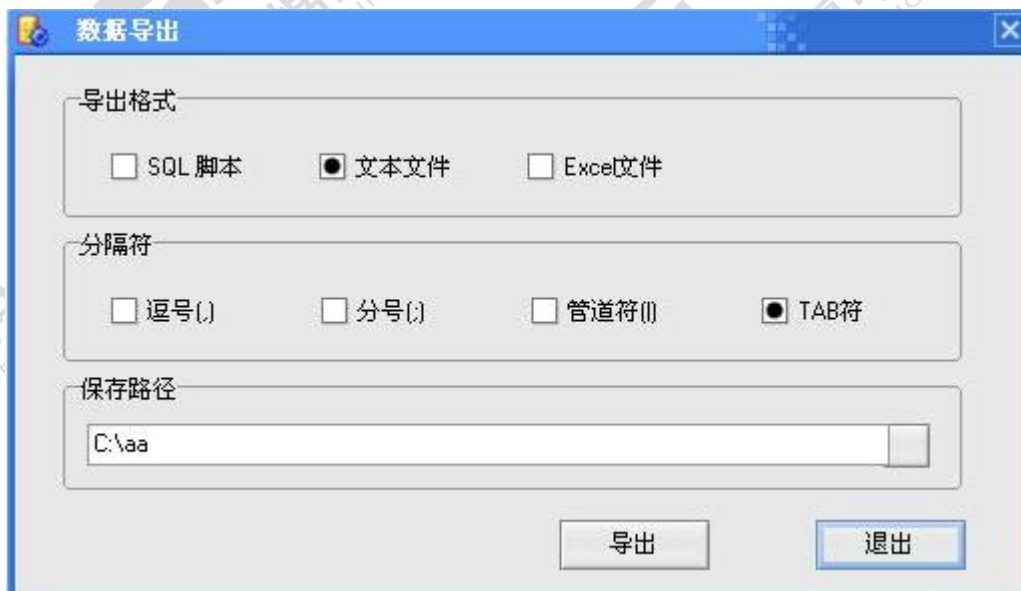 数据导出
导出格式
SQL 脚本 文本文件 Excel文件
分隔符
逗号(,) 分号(;) 管道符(|) TAB符
保存路径
C:\aa
导出 退出